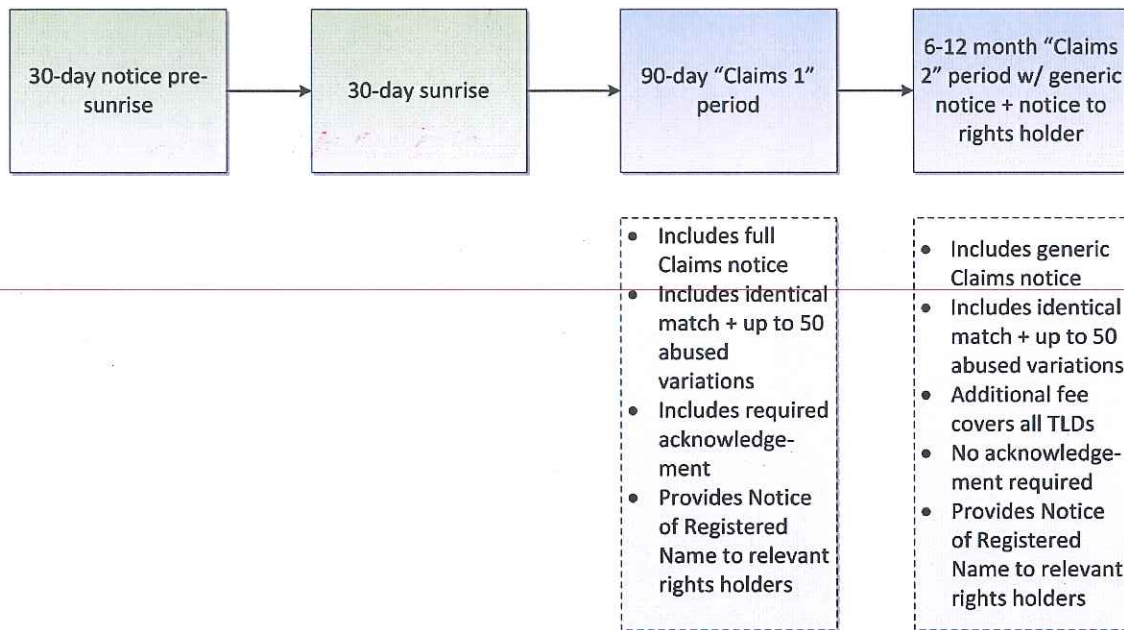 30-day notice pre-
sunrise
30-day sunrise
90-day “Claims 1”
period
6-12 month “Claims
2” period w/ generic
notice + notice to
rights holder
• Includes full
Claims notice
• Includes identical
match + up to 50
abused
variations
• Includes required
acknowledge-
ment
• Provides Notice
of Registered
Name to relevant
rights holders
• Includes generic
Claims notice
• Includes identical
match + up to 50
abused variations
• Additional fee
covers all TLDs
• No acknowledge-
ment required
• Provides Notice
of Registered
Name to relevant
rights holders